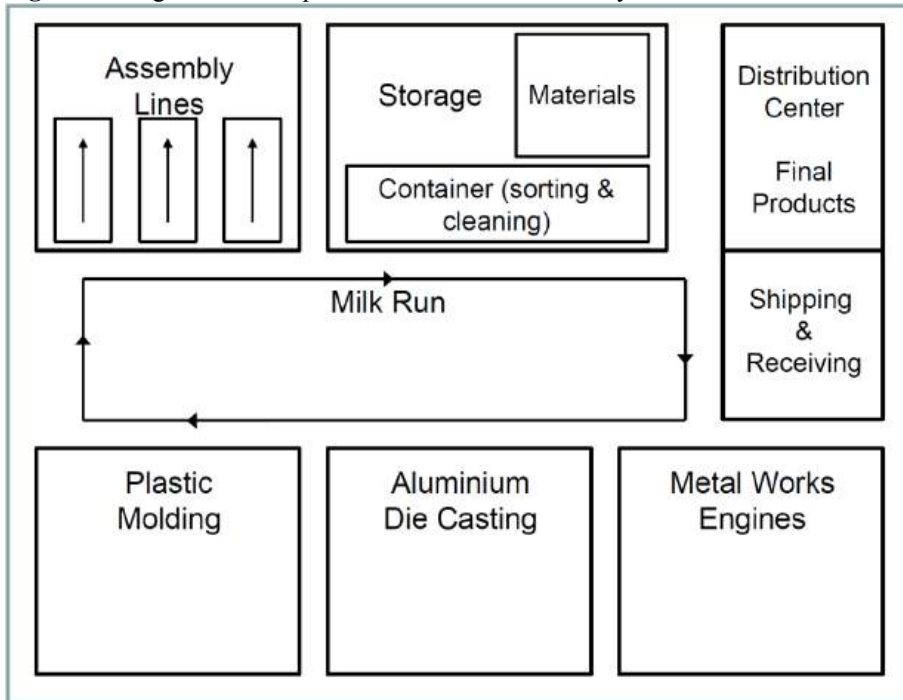 Assembly
Lines
Storage
Materials
Container (sorting &
cleaning)
Distribution
Center
Final
Products
Shipping
&
Receiving
Milk Run
Plastic
Molding
Aluminium
Die Casting
Metal Works
Engines